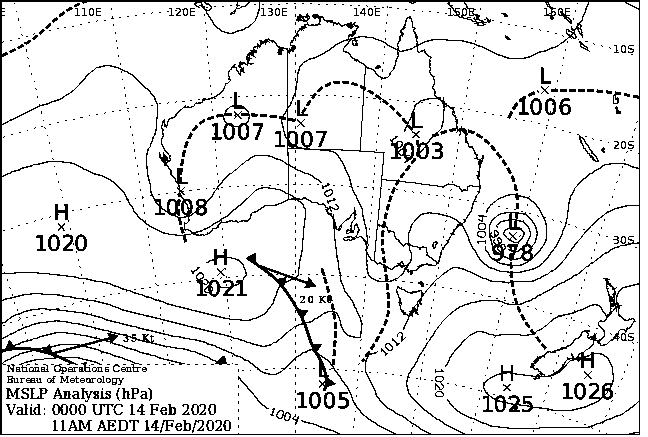 110E 120E 130E 140E 150E 160E
10S
L
1006
L
1007
L
1007
L
1003
20S
L
1008
1012
1004
L
978
H
1020
30S
H
1021
20 Kt
35 Kt
1012
40S
L
1005
1020
H
1025
H
1026
1004
National Operations Centre
Bureau of Meteorology
MSLP Analysis (hPa)
Valid: 0000 UTC 14 Feb 2020
11AM AEDT 14/Feb/2020